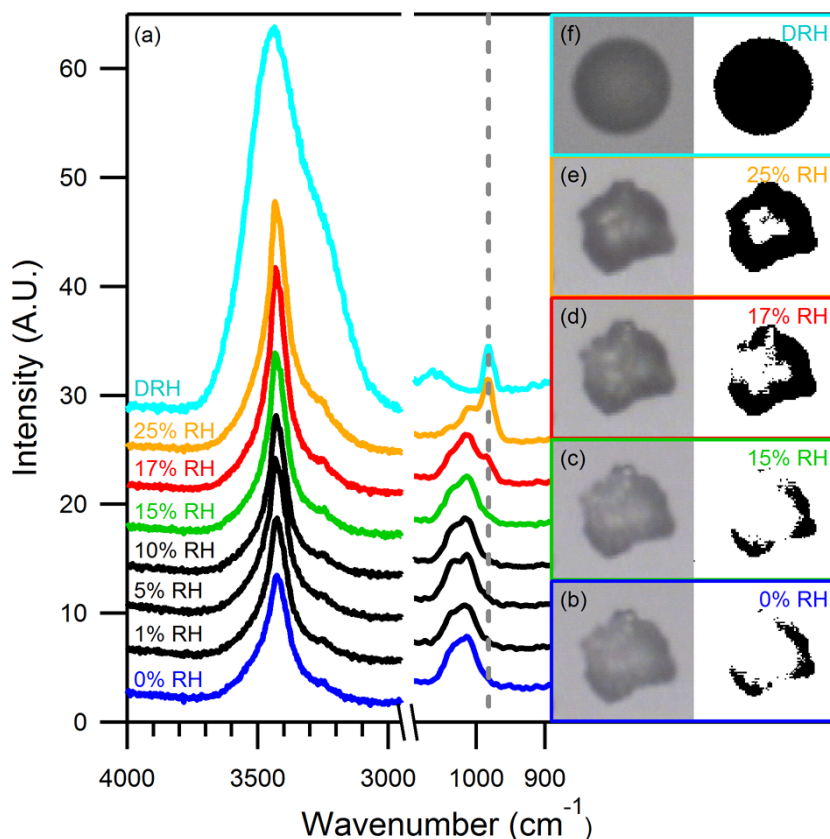 (a)
Intensity (A.U.)
60
50
40
30
20
10
0
DRH
25% RH
17% RH
15% RH
10% RH
5% RH
1% RH
0% RH
4000
3500
3000
1000
900
Wavenumber (cm⁻¹)
(f)
DRH
(e)
25% RH
(d)
17% RH
(c)
15% RH
(b)
0% RH